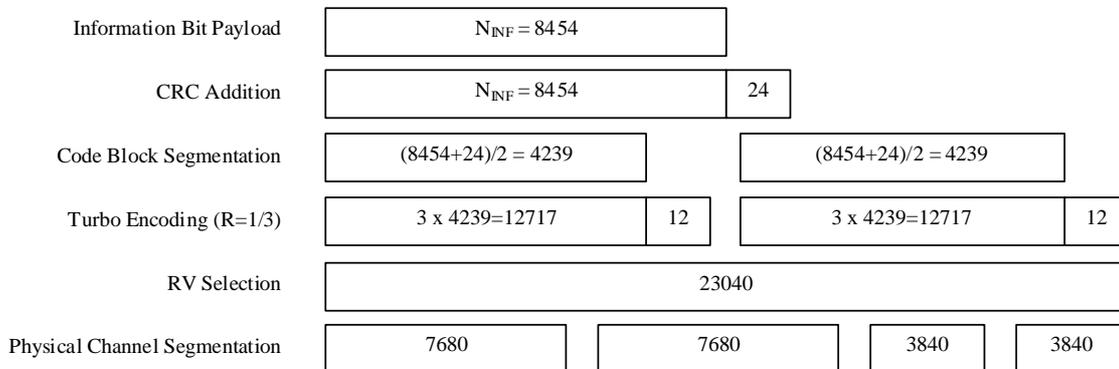 Information Bit Payload
N_INF = 8454
CRC Addition
N_INF = 8454
24
Code Block Segmentation
(8454+24)/2 = 4239
(8454+24)/2 = 4239
Turbo Encoding (R=1/3)
3 x 4239=12717
12
3 x 4239=12717
12
RV Selection
23040
Physical Channel Segmentation
7680
7680
3840
3840